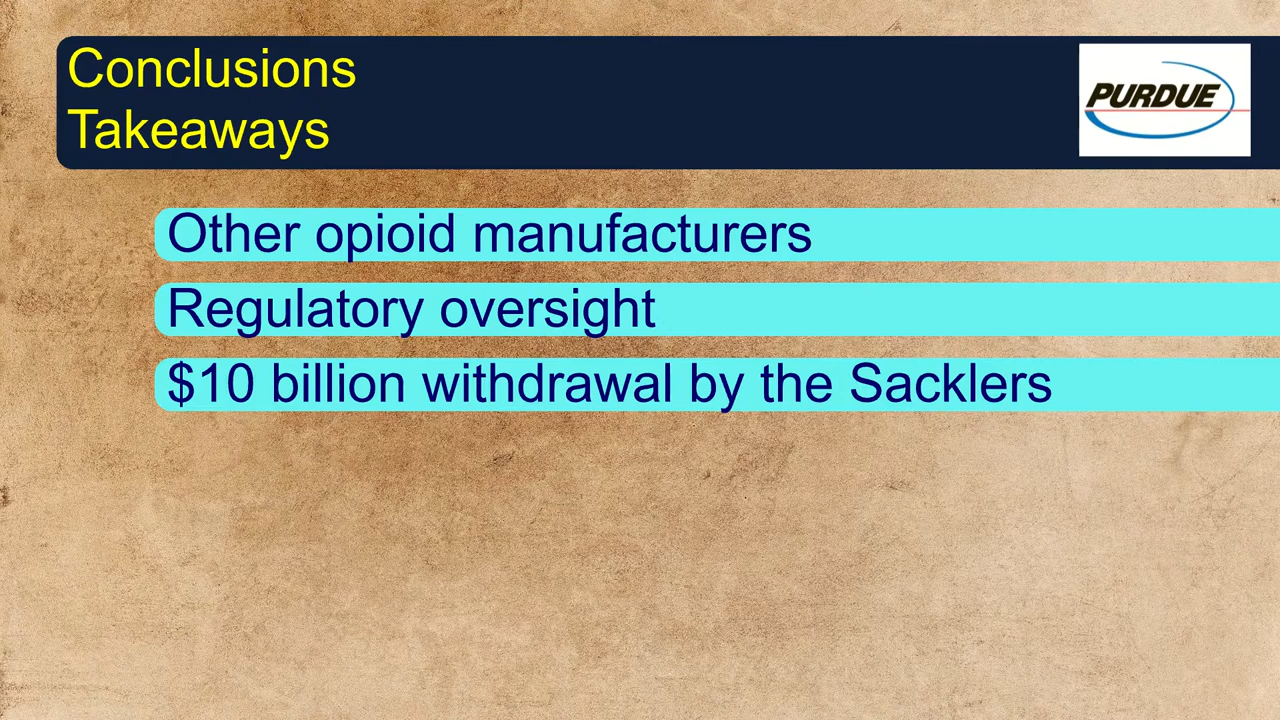 Conclusions
Takeaways
PURDUE
Other opioid manufacturers
Regulatory oversight
$10 billion withdrawal by the Sacklers